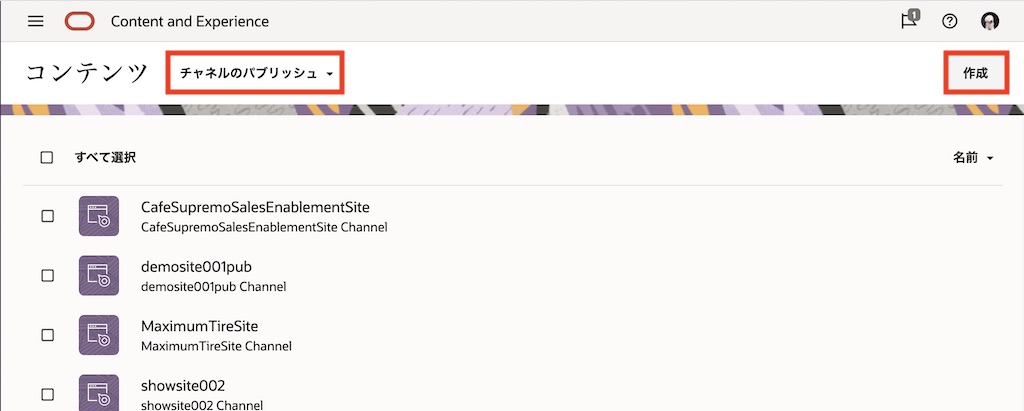 Content and Experience
1
コンテンツ
チャネルのパブリッシュ
作成
すべて選択
名前
CafeSupremoSalesEnablementSite
CafeSupremoSalesEnablementSite Channel
demosite001pub
demosite001pub Channel
MaximumTireSite
MaximumTireSite Channel
showsite002
showsite002 Channel